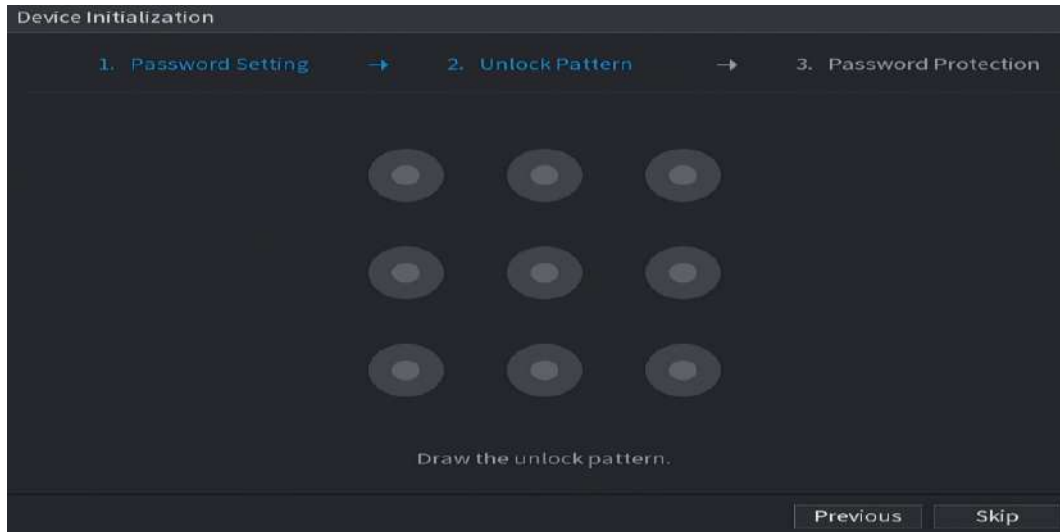 Device Initialization
1. Password Setting → 2. Unlock Pattern → 3. Password Protection
Draw the unlock pattern.
Previous Skip